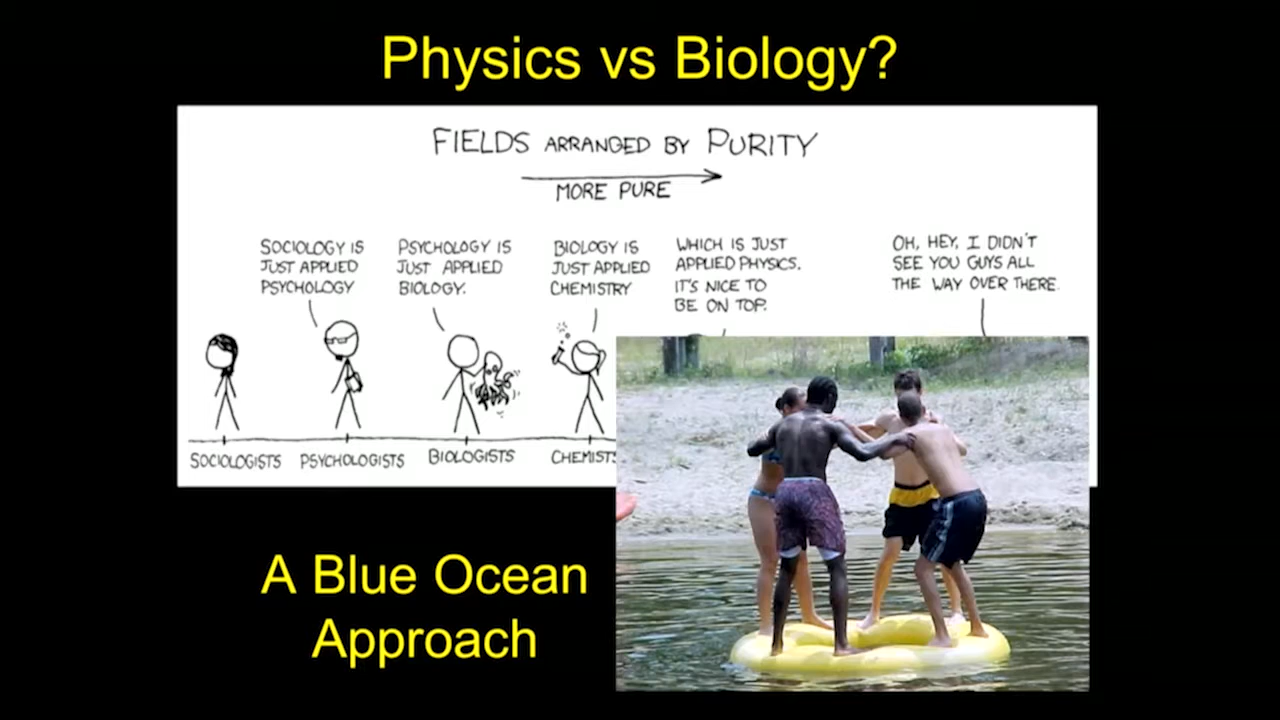 Physics vs Biology?
FIELDS ARRANGED BY PURITY
MORE PURE
SOCIOLOGY IS
JUST APPLIED
PSYCHOLOGY
PSYCHOLOGY IS
JUST APPLIED
BIOLOGY.
BIOLOGY IS
JUST APPLIED
CHEMISTRY
WHICH IS JUST
APPLIED PHYSICS.
IT'S NICE TO
BE ON TOP.
OH, HEY, I DIDN'T
SEE YOU GUYS ALL
THE WAY OVER THERE.
SOCIOLOGISTS
PSYCHOLOGISTS
BIOLOGISTS
CHEMISTS
A Blue Ocean
Approach